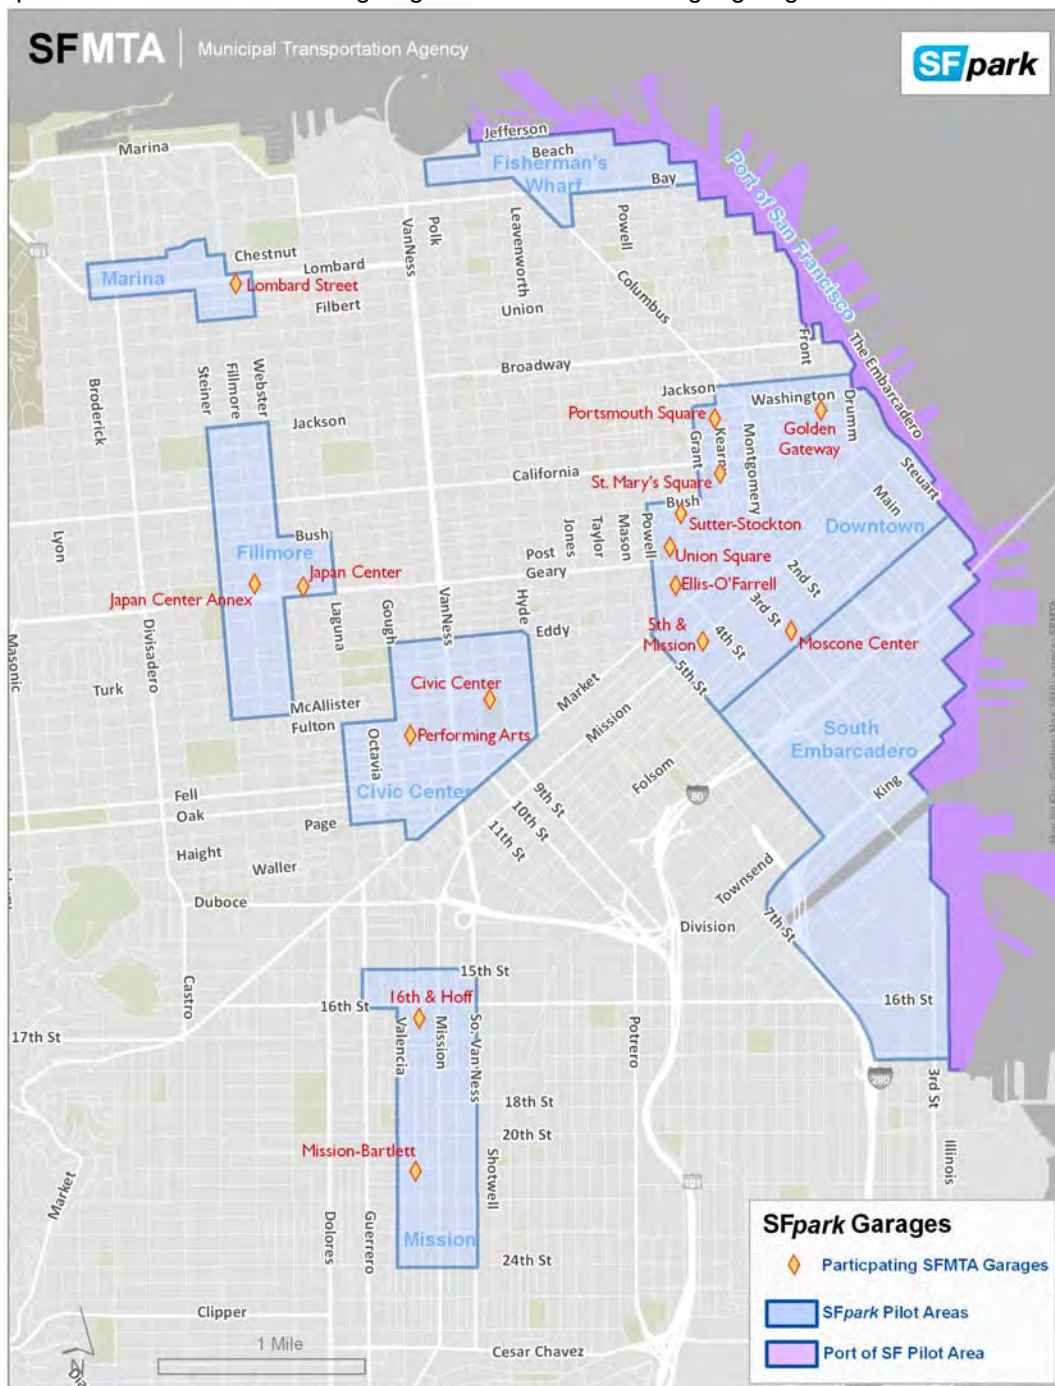 SFMTA | Municipal Transportation Agency
SFpark
Marina
Jefferson
Beach
Fisherman's
Wharf
Bay
Port of San Francisco
The Embarcadero
101
Chestnut
Lombard
Marina
Lombard Street
Filbert
VanNess
Polk
Leavenworth
Powell
Columbus
Union
Broadway
Front
Broderick
Steiner
Fillmore
Webster
Jackson
Jackson
Washington
Drumm
Portsmouth Square
Golden
Gateway
Grant
Kearny
Montgomery
California
St. Mary's Square
Steuart
Main
Bush
Sutter-Stockton
Downtown
Lyon
Bush
Fillmore
Japan Center
Japan Center Annex
Post
Geary
Jones
Taylor
Mason
Powell
Union Square
Ellis-O'Farrell
2nd St
3rd St
4th St
5th &
Mission
5th St
Moscone Center
Masonic
Divisadero
Laguna
Gough
VanNess
Hyde
Eddy
Turk
McAllister
Fulton
Civic Center
Performing Arts
Octavia
Civic Center
Market
Mission
Folsom
80
South
Embarcadero
King
Fell
Oak
Page
9th St
10th St
11th St
Haight
Waller
Duboce
Townsend
Division
7th St
Castro
15th St
16th & Hoff
16th St
16th St
17th St
Valencia
Mission
So. VanNess
Potrero
280
3rd St
18th St
20th St
Mission-Bartlett
Shotwell
101
Illinois
Market
Dolores
Guerrero
Mission
24th St
Clipper
1 Mile
Cesar Chavez
N
SFpark Garages
Particpating SFMTA Garages
SFpark Pilot Areas
Port of SF Pilot Area